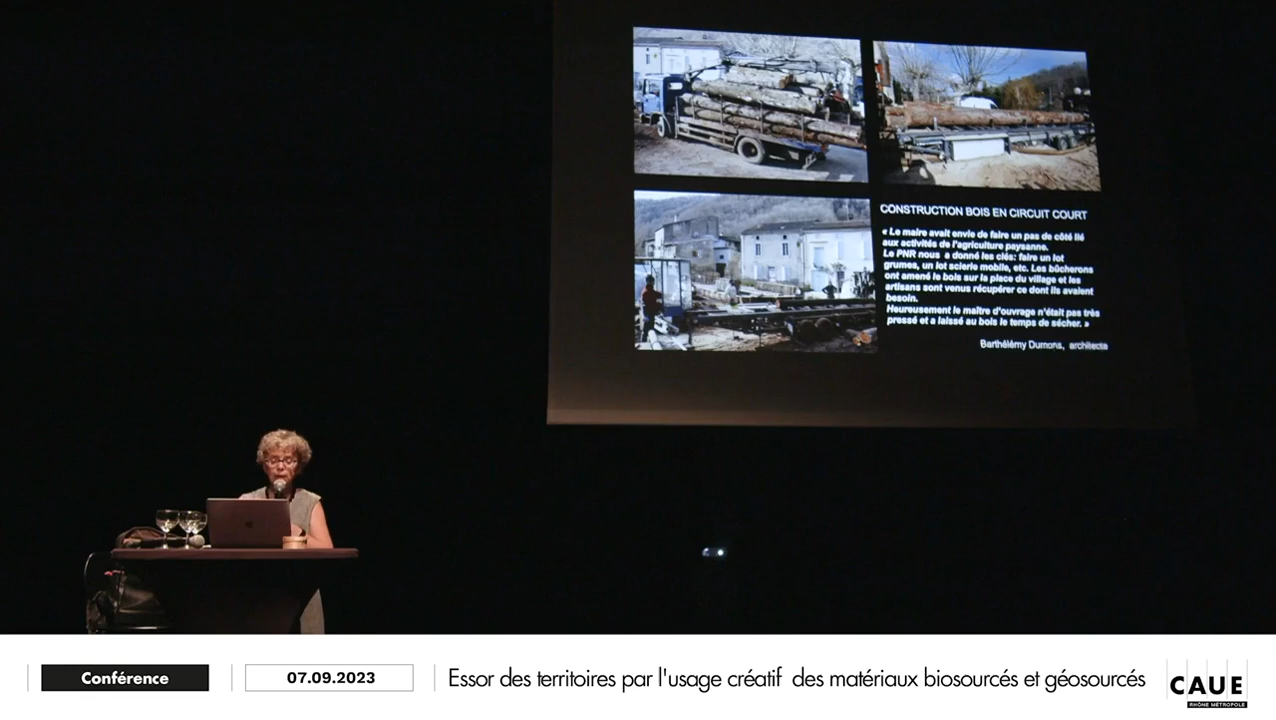 CONSTRUCTION BOIS EN CIRCUIT COURT
« Le maire avait envie de faire un pas de côté lié
aux activités de l'agriculture paysanne.
Le PNR nous a donné les clés: faire un lot
grumes, un lot scierie mobile, etc. Les bûcherons
ont amené le bois sur la place du village et les
artisans sont venus récupérer ce dont ils avaient
besoin.
Heureusement le maître d'ouvrage n'était pas très
pressé et a laissé au bois le temps de sécher. »
Barthélémy Dumons, architecte
Conférence
07.09.2023
Essor des territoires par l'usage créatif des matériaux biosourcés et géosourcés
CAUE
RHÔNE MÉTROPOLE